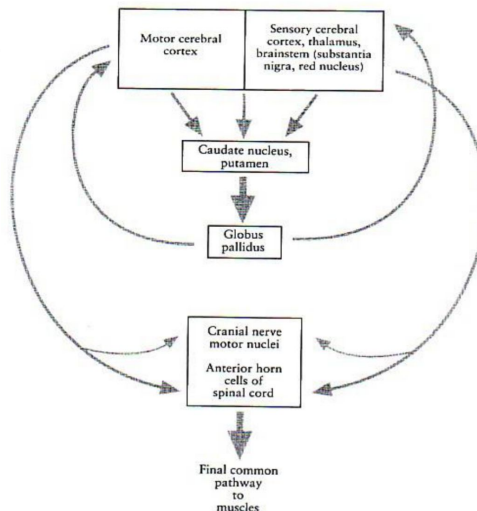 Motor cerebral
cortex
Sensory cerebral
cortex, thalamus,
brainstem (substantia
nigra, red nucleus)
Caudate nucleus,
putamen
Globus
pallidus
Cranial nerve
motor nuclei
Anterior horn
cells of
spinal cord
Final common
pathway
to
muscles